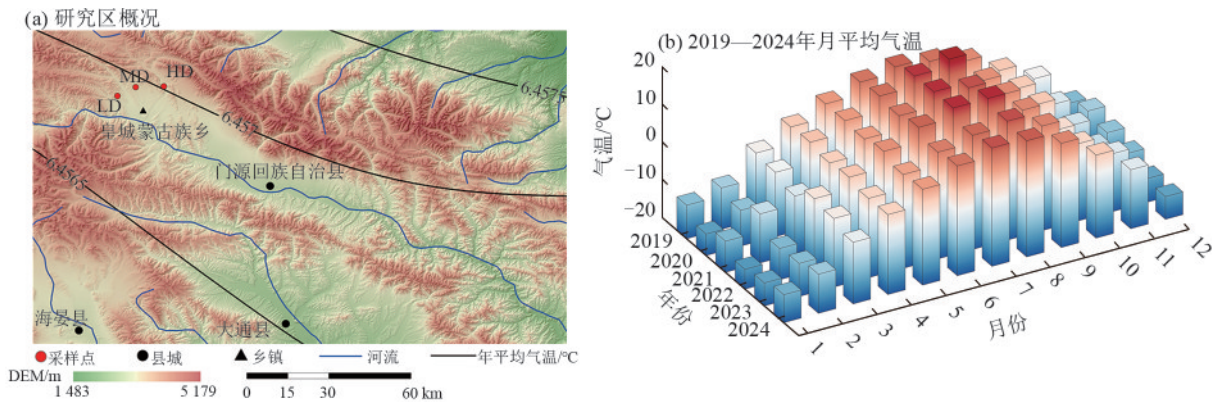 (a) 研究区概况
MD
HD
LD
皇城蒙古族乡
6.457
6.4575
6.4565
门源回族自治县
海晏县
大通县
采样点
县城
乡镇
河流
年平均气温/℃
DEM/m
1 483
5 179
0
15
30
60 km
(b) 2019—2024年月平均气温
20
10
0
−10
−20
气温/℃
2019
2020
2021
2022
2023
2024
年份
1
2
3
4
5
6
7
8
9
10
11
12
月份